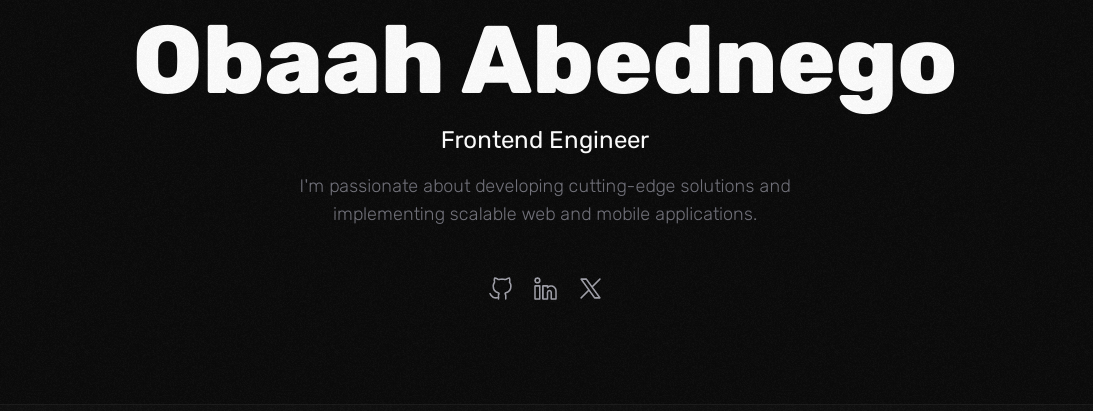 Obaah Abednego
Frontend Engineer
I'm passionate about developing cutting-edge solutions and
implementing scalable web and mobile applications.